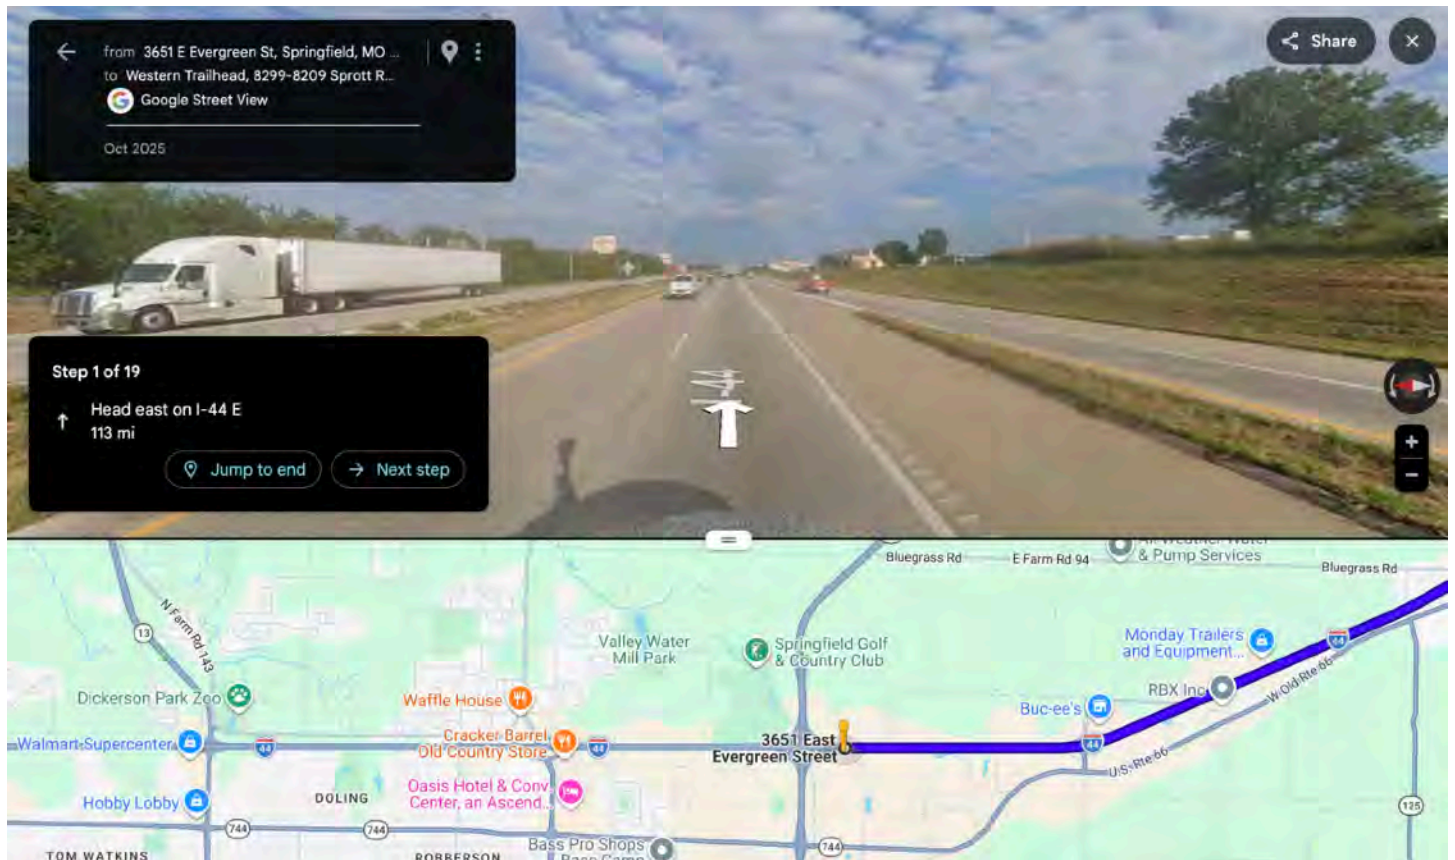 from 3651 E Evergreen St, Springfield, MO ...
to Western Trailhead, 8299-8209 Sprott R...
Google Street View
Oct 2025
Share
Step 1 of 19
Head east on I-44 E
113 mi
Jump to end
Next step
+
−
Bluegrass Rd
E Farm Rd 94
& Pump Services
Bluegrass Rd
N Farm Rd 143
13
Valley Water
Mill Park
Springfield Golf
& Country Club
Monday Trailers
and Equipment...
44
Dickerson Park Zoo
Waffle House
RBX Inc
W Old Rte 66
Buc-ee's
Walmart Supercenter
44
Cracker Barrel
Old Country Store
44
3651 East
Evergreen Street
44
U.S. Rte 66
Hobby Lobby
DOLING
Oasis Hotel & Conv
Center, an Ascend...
125
744
744
Bass Pro Shops
744
TOM WATKINS
ROBBERSON